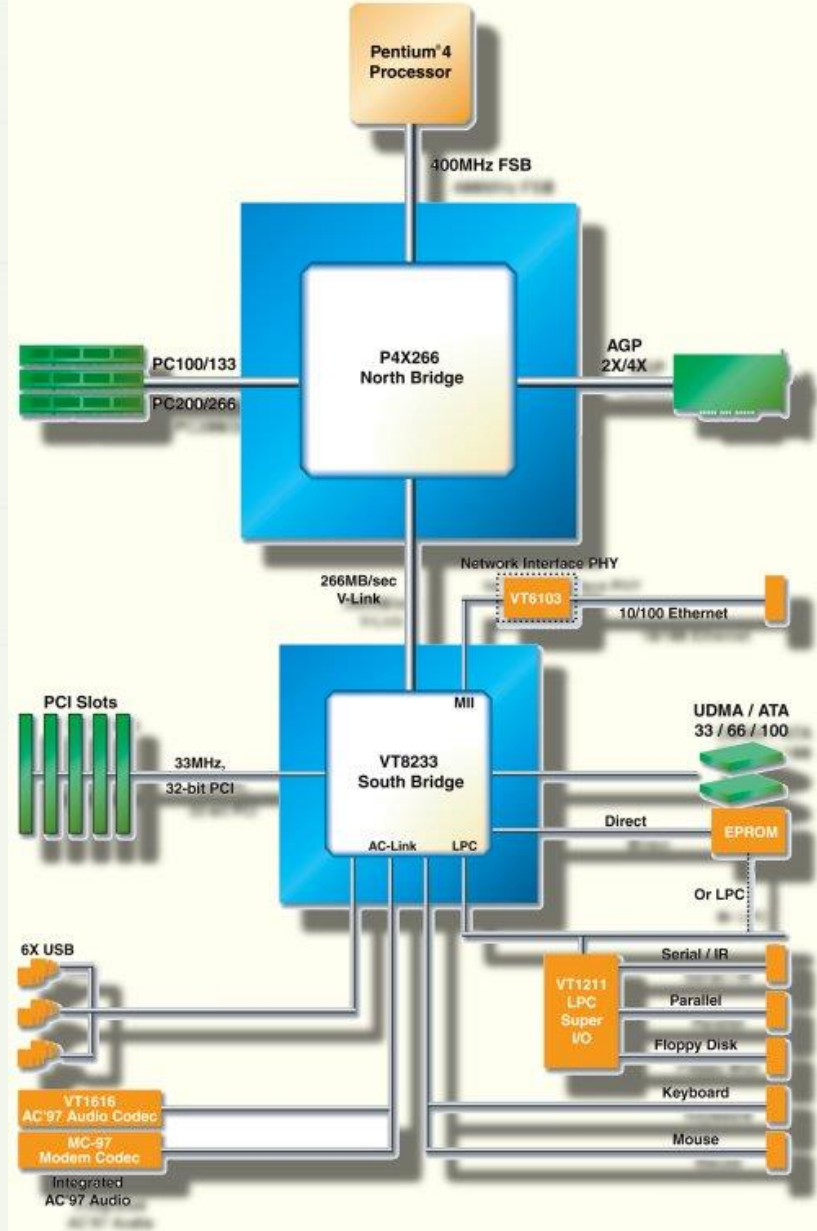 Pentium®4
Processor
400MHz FSB
P4X266
North Bridge
PC100/133
PC200/266
AGP
2X/4X
266MB/sec
V-Link
Network Interface PHY
VT6103
10/100 Ethernet
MII
PCI Slots
33MHz,
32-bit PCI
VT8233
South Bridge
UDMA / ATA
33 / 66 / 100
Direct
EPROM
AC-Link
LPC
Or LPC
6X USB
VT1211
LPC
Super
I/O
Serial / IR
Parallel
Floppy Disk
Keyboard
Mouse
VT1616
AC'97 Audio Codec
MC-97
Modem Codec
Integrated
AC'97 Audio